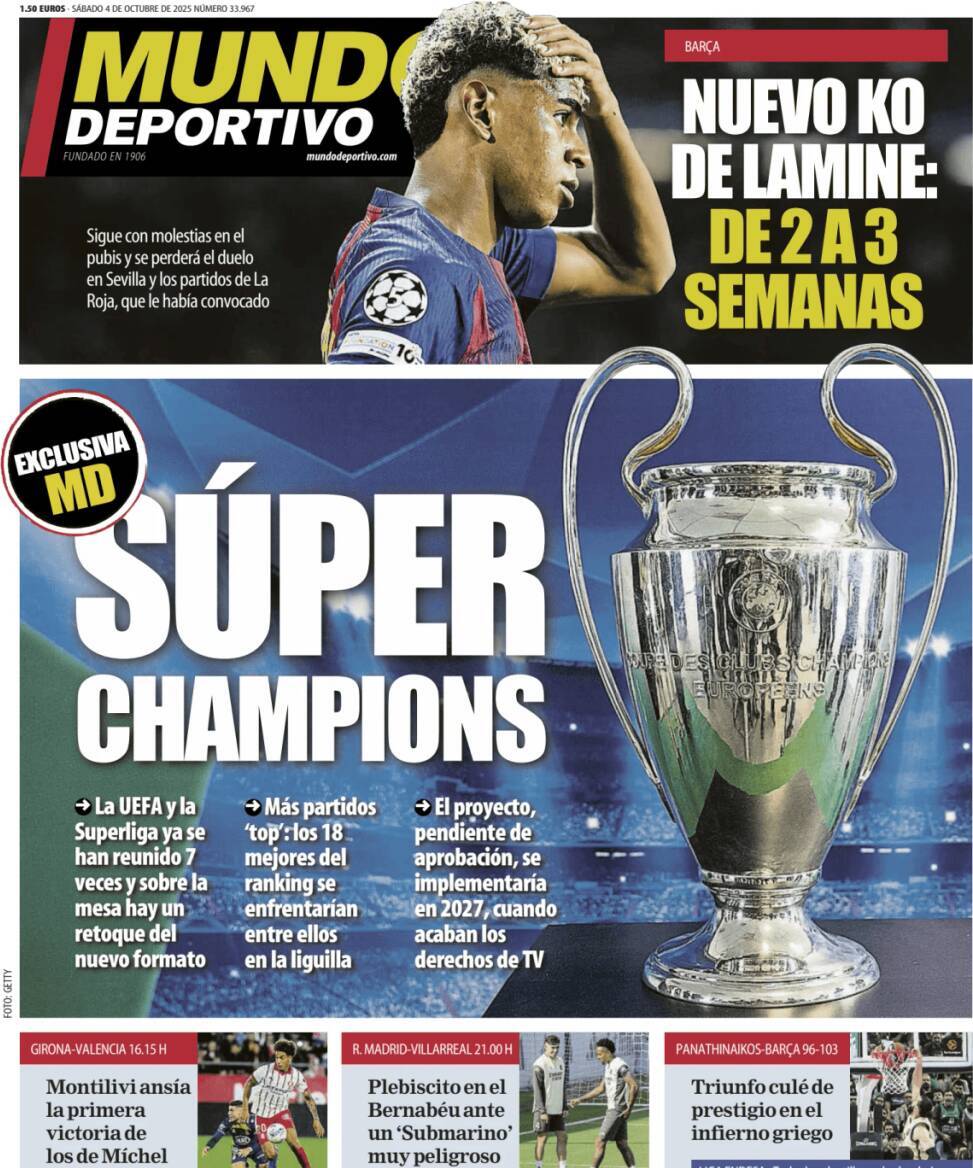 1.50 EUROS · SÁBADO 4 DE OCTUBRE DE 2025 NÚMERO 33.967
MUNDO
DEPORTIVO
FUNDADO EN 1906
mundodeportivo.com
Sigue con molestias en el
pubis y se perderá el duelo
en Sevilla y los partidos de La
Roja, que le había convocado
10
BARÇA
NUEVO KO
DE LAMINE:
DE 2 A 3
SEMANAS
EXCLUSIVA
MD
SÚPER
CHAMPIONS
➔ La UEFA y la
Superliga ya se
han reunido 7
veces y sobre la
mesa hay un
retoque del
nuevo formato
➔ Más partidos
‘top’: los 18
mejores del
ranking se
enfrentarían
entre ellos
en la liguilla
➔ El proyecto,
pendiente de
aprobación, se
implementaría
en 2027, cuando
acaban los
derechos de TV
DES CLUBS CHAMPIONS
EUROPÉENS
FOTO: GETTY
GIRONA-VALENCIA 16.15 H
Montilivi ansía
la primera
victoria de
los de Míchel
R. MADRID-VILLARREAL 21.00 H
Plebiscito en el
Bernabéu ante
un ‘Submarino’
muy peligroso
PANATHINAIKOS-BARÇA 96-103
Triunfo culé de
prestigio en el
infierno griego